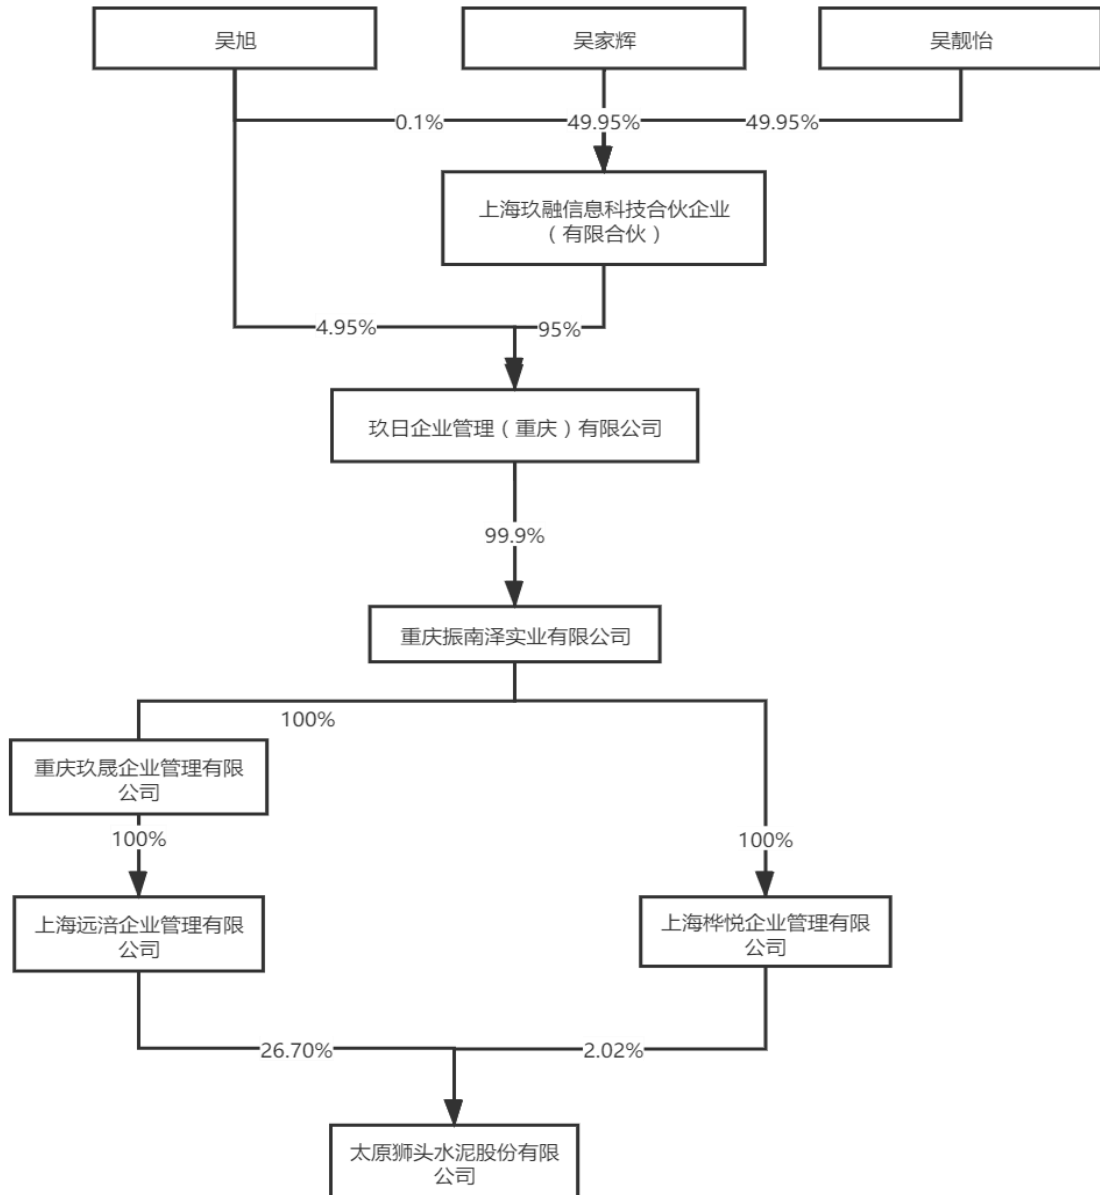 吴旭
吴家辉
吴靓怡
0.1%
49.95%
49.95%
上海玖融信息科技合伙企业
（有限合伙）
4.95%
95%
玖日企业管理（重庆）有限公司
99.9%
重庆振南泽实业有限公司
100%
重庆玖晟企业管理有限
公司
100%
100%
上海远涪企业管理有限
公司
上海桦悦企业管理有限
公司
26.70%
2.02%
太原狮头水泥股份有限
公司